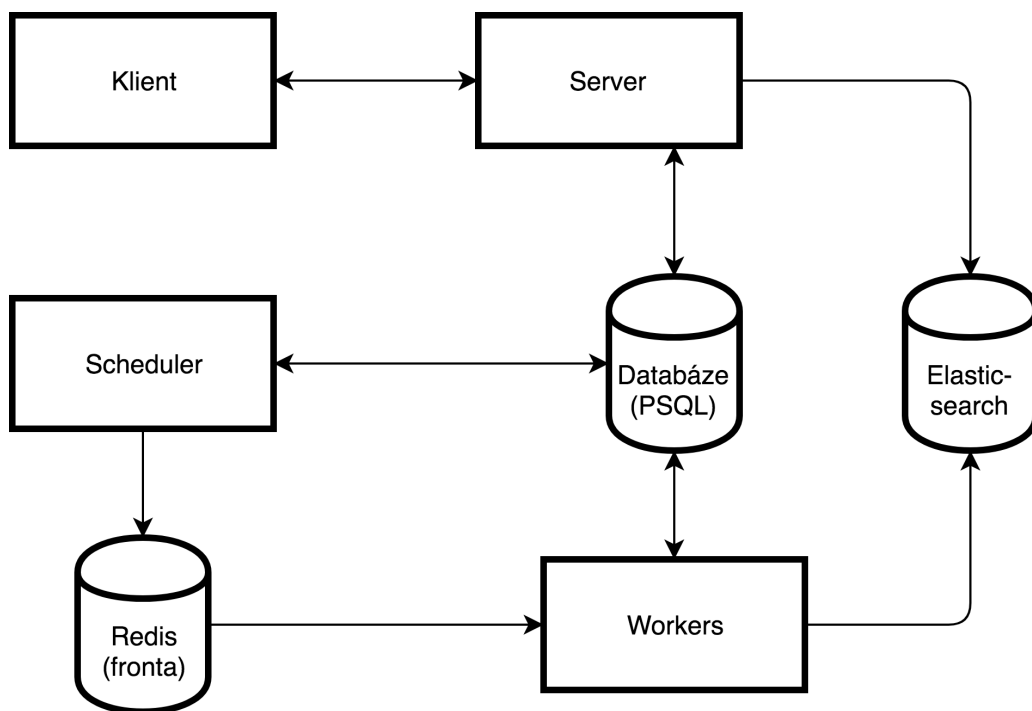 Klient
Server
Scheduler
Databáze
(PSQL)
Elastic-
search
Redis
(fronta)
Workers